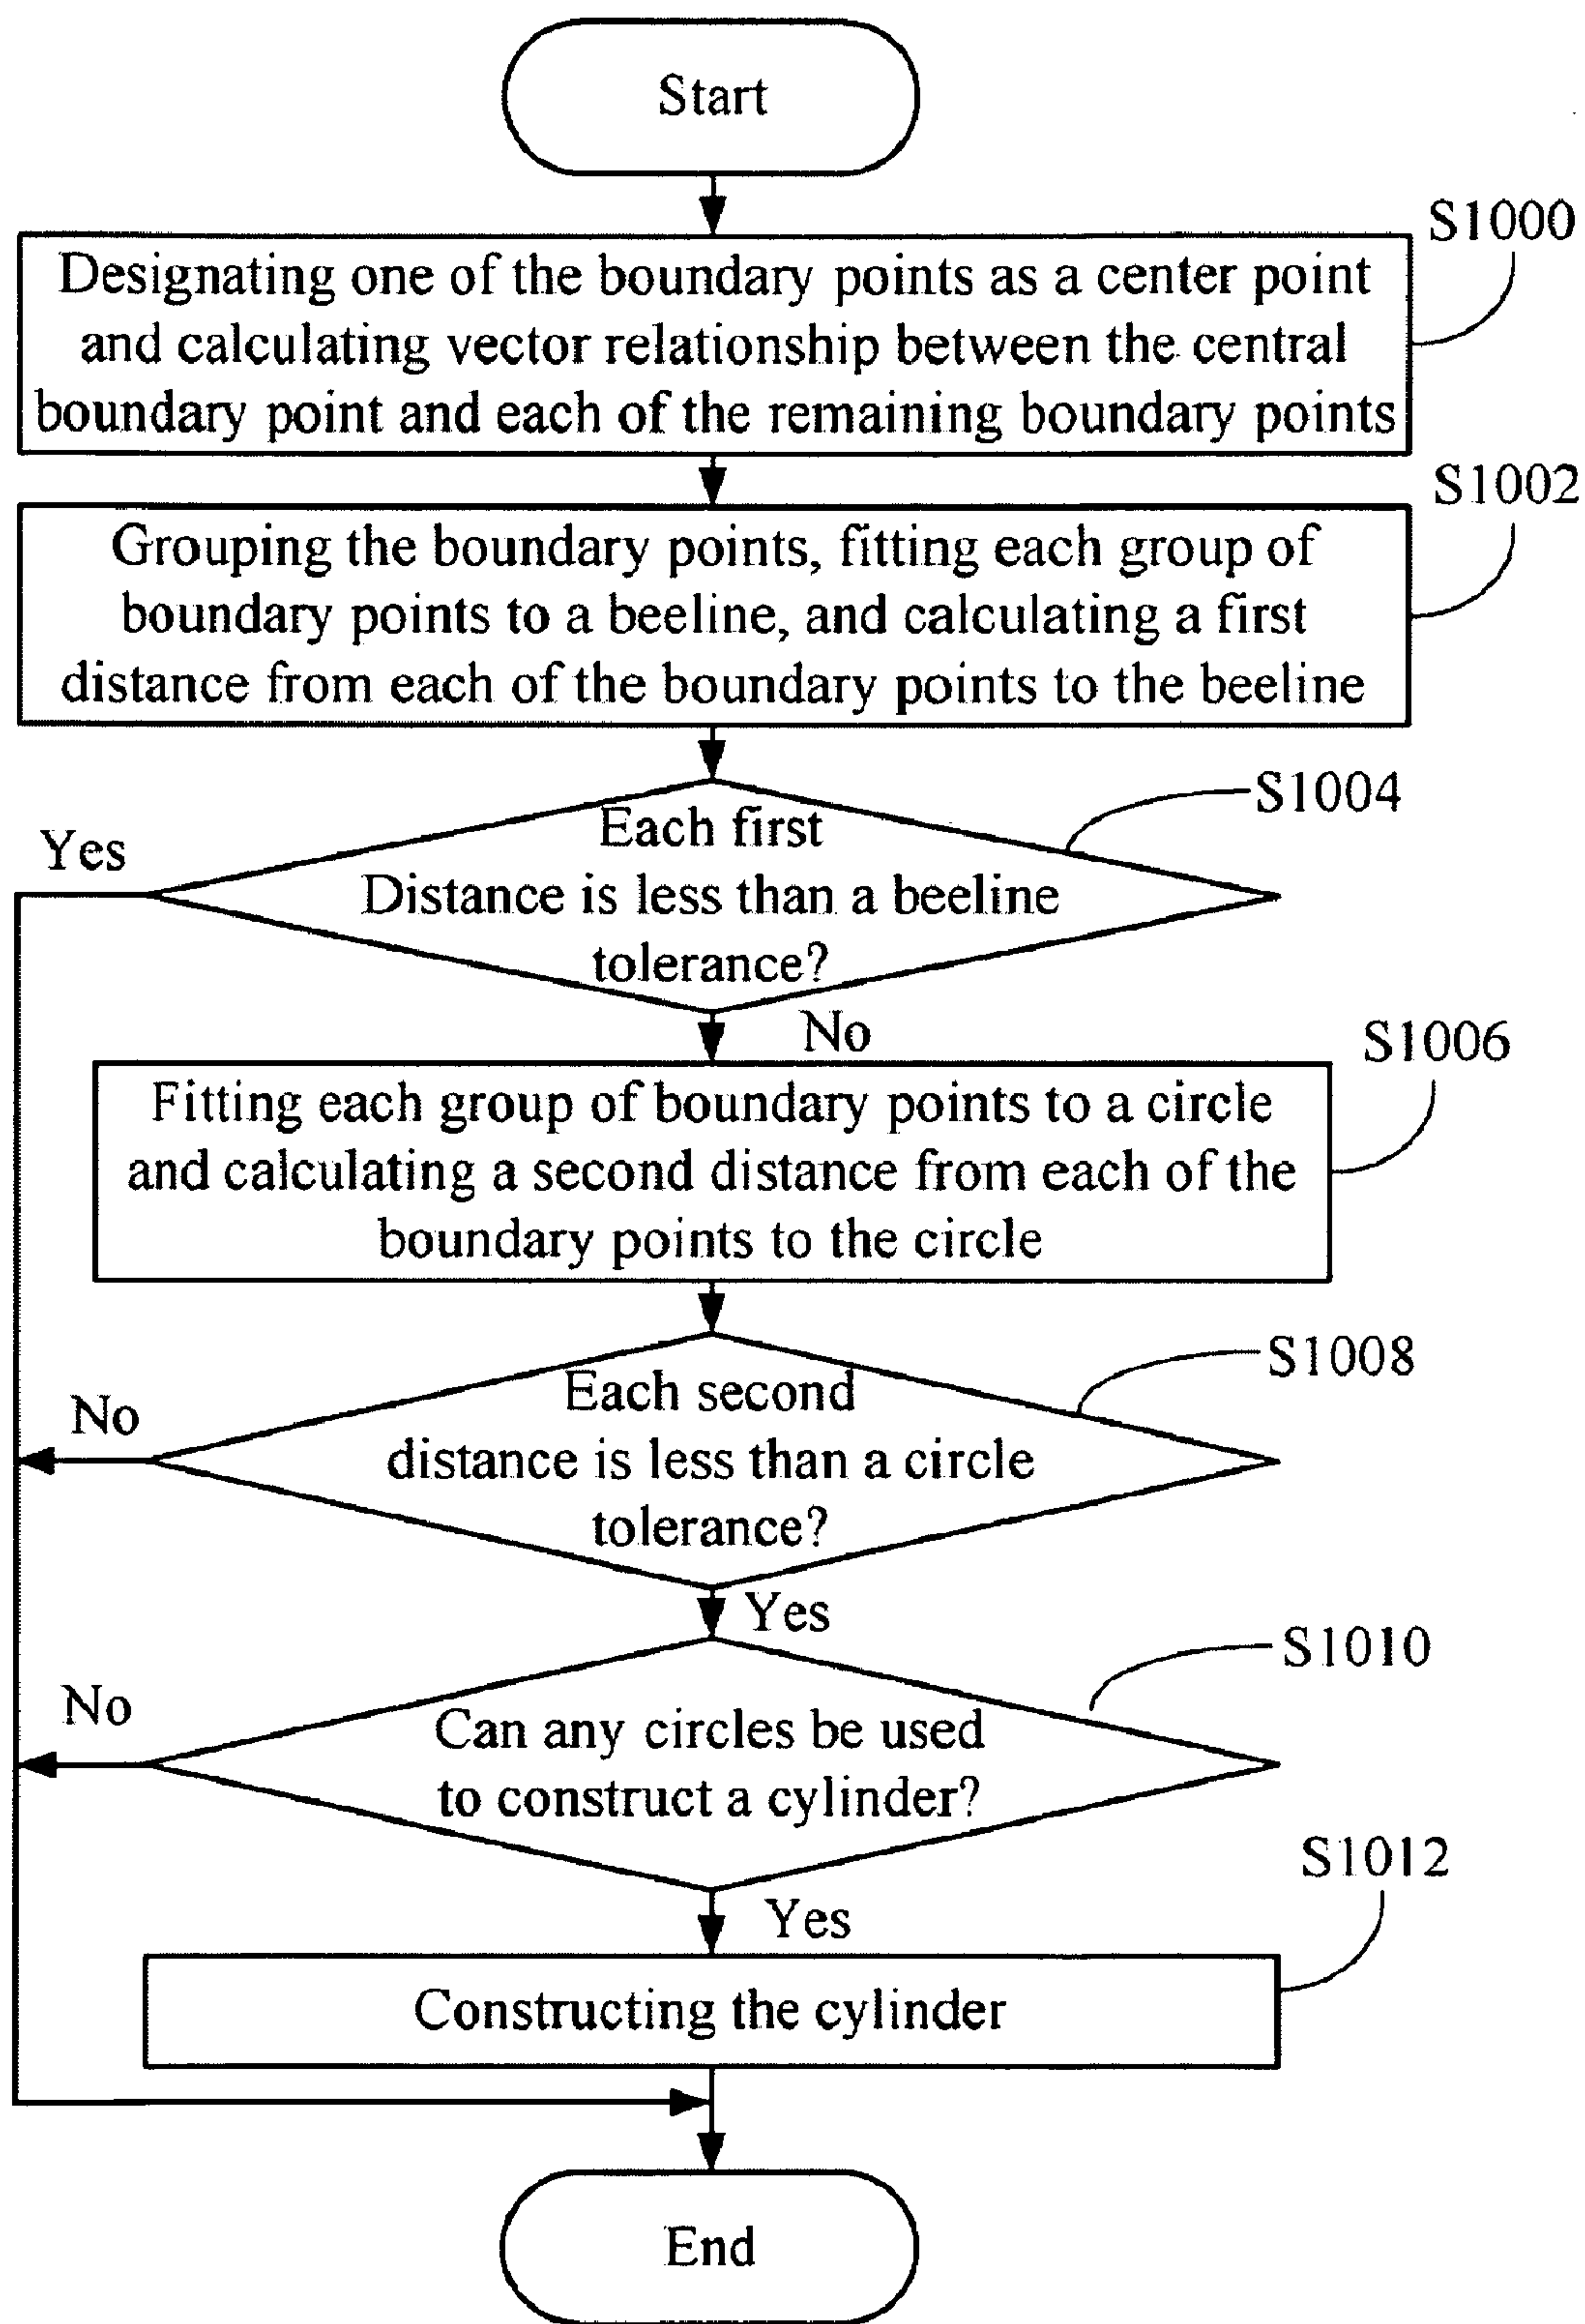 Start
S1000
Designating one of the boundary points as a center point
and calculating vector relationship between the central
boundary point and each of the remaining boundary points
S1002
Grouping the boundary points, fitting each group of
boundary points to a beeline, and calculating a first
distance from each of the boundary points to the beeline
S1004
Yes
Each first
Distance is less than a beeline
tolerance?
No
S1006
Fitting each group of boundary points to a circle
and calculating a second distance from each of the
boundary points to the circle
S1008
No
Each second
distance is less than a circle
tolerance?
Yes
S1010
No
Can any circles be used
to construct a cylinder?
S1012
Yes
Constructing the cylinder
End